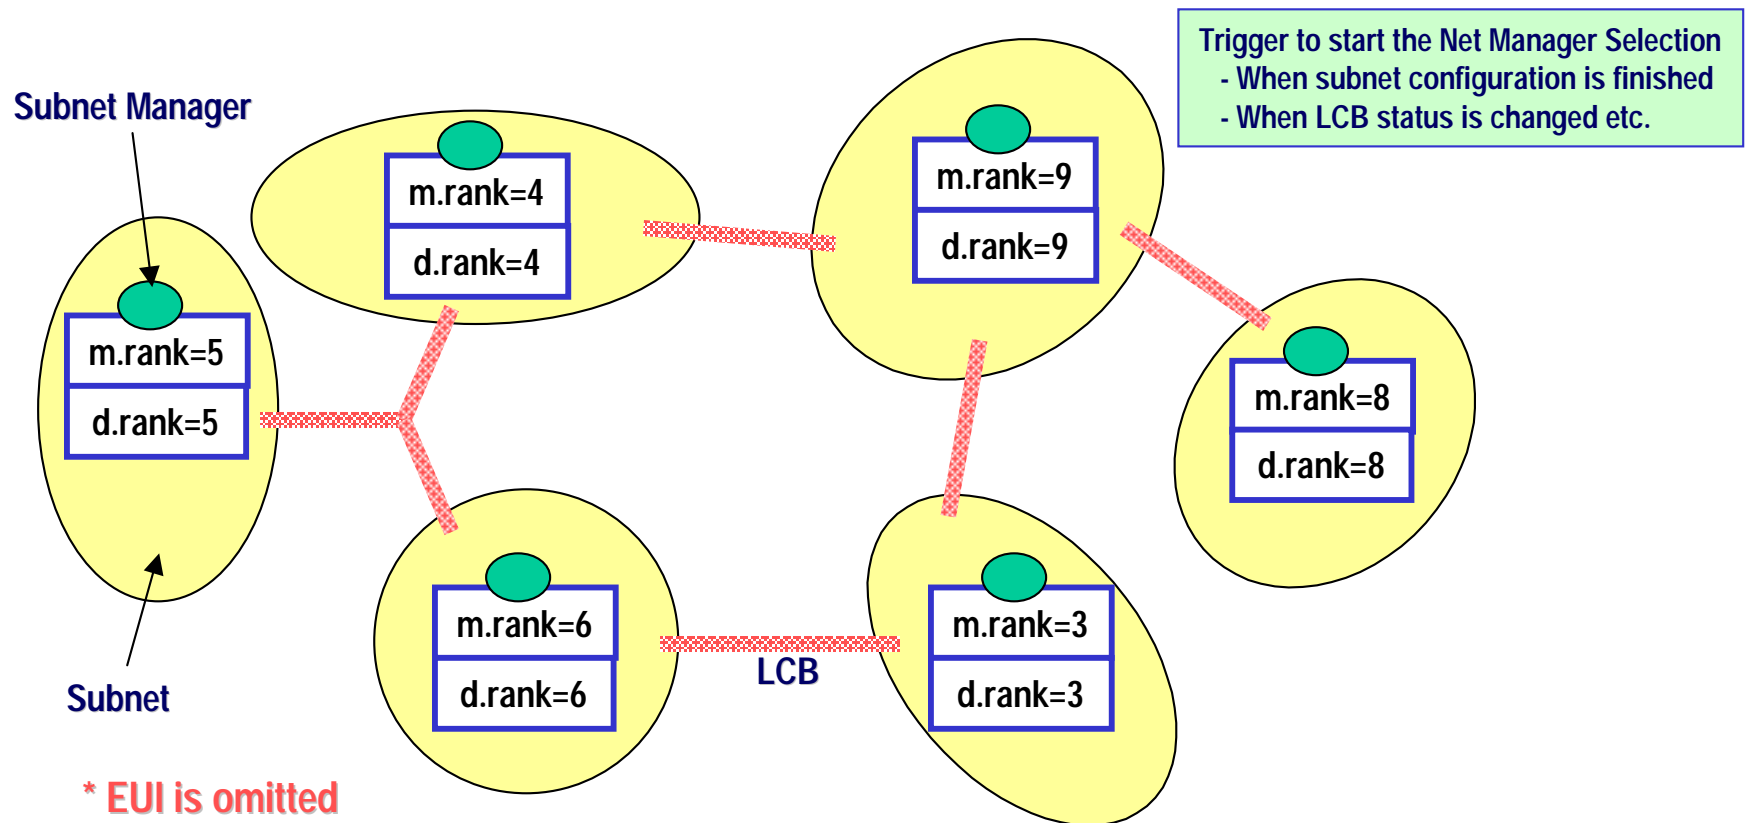 Trigger to start the Net Manager Selection
- When subnet configuration is finished
- When LCB status is changed etc.
Subnet Manager
m.rank=4
d.rank=4
m.rank=9
d.rank=9
m.rank=5
d.rank=5
m.rank=8
d.rank=8
m.rank=6
d.rank=6
LCB
m.rank=3
d.rank=3
Subnet
* EUI is omitted